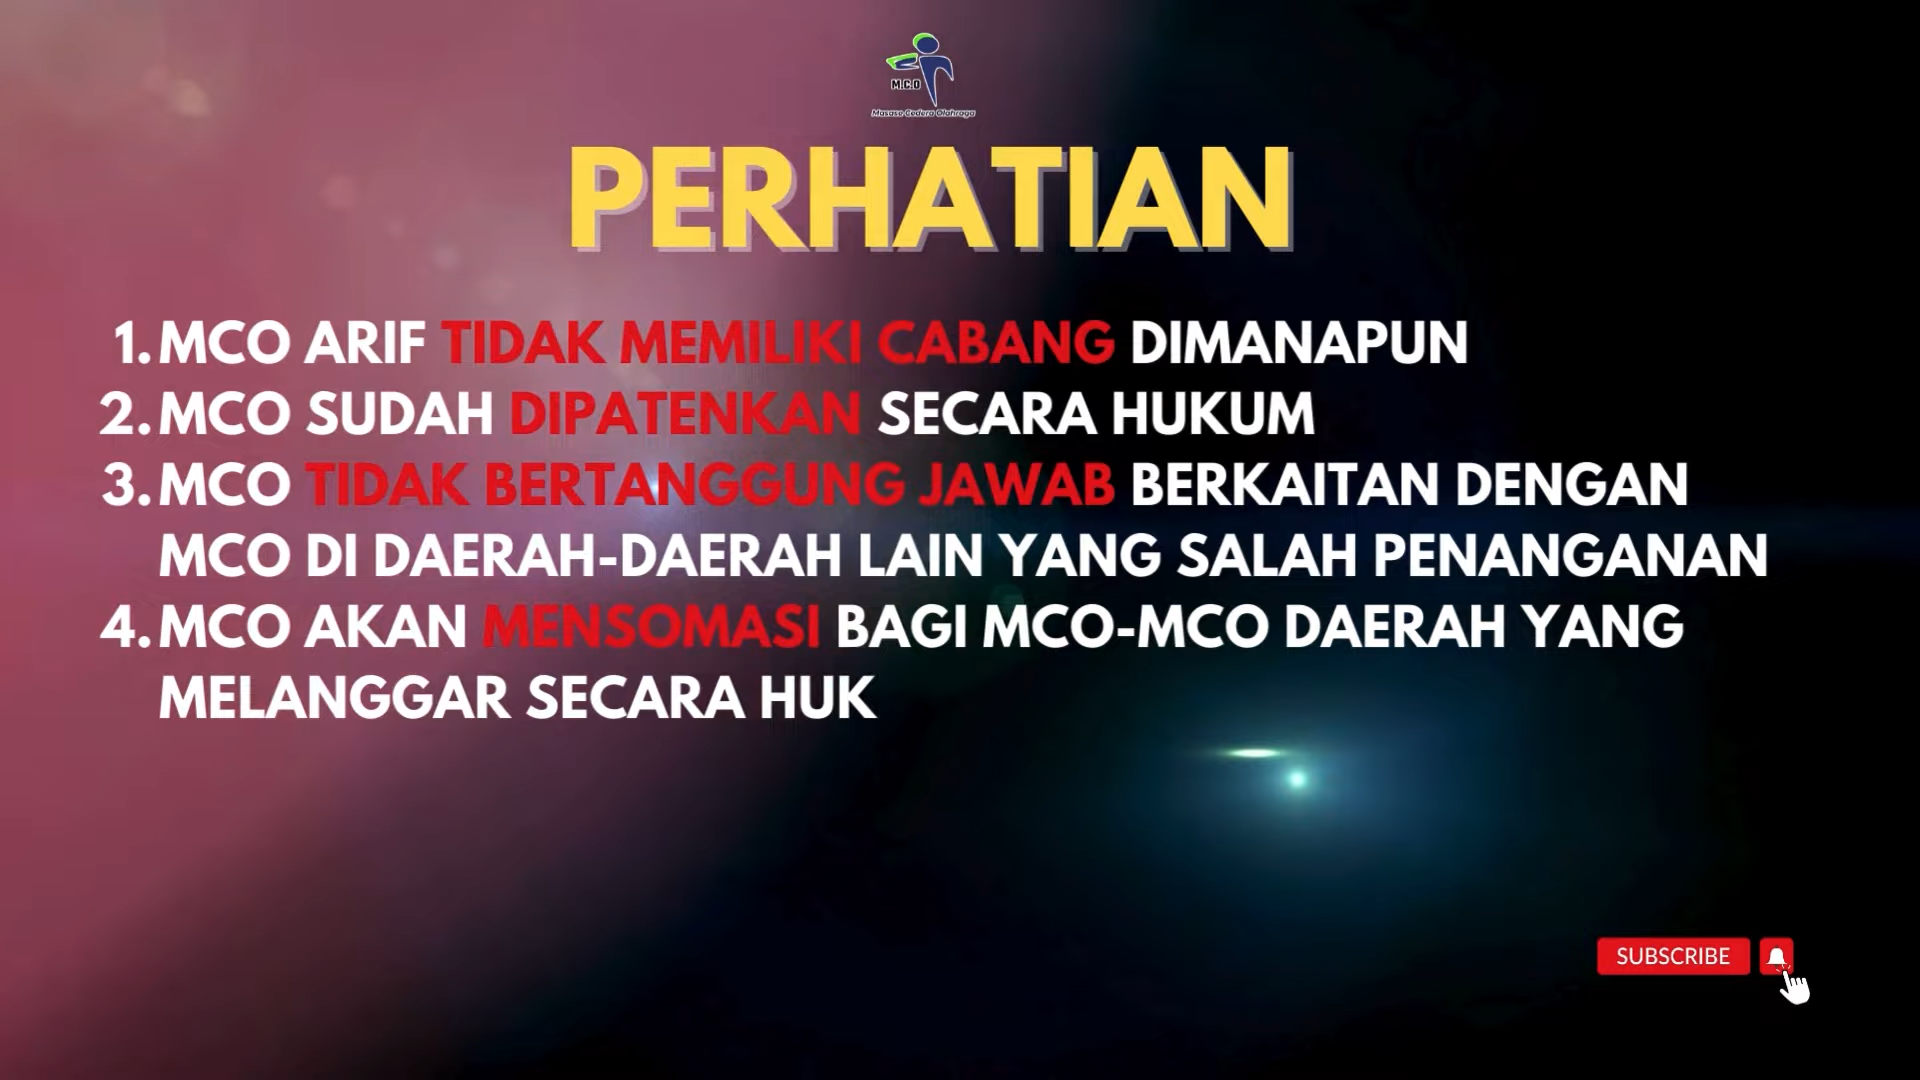 M.C.O
Masase Cedera Olahraga
PERHATIAN
1. MCO ARIF TIDAK MEMILIKI CABANG DIMANAPUN
2. MCO SUDAH DIPATENKAN SECARA HUKUM
3. MCO TIDAK BERTANGGUNG JAWAB BERKAITAN DENGAN
MCO DI DAERAH-DAERAH LAIN YANG SALAH PENANGANAN
4. MCO AKAN MENSOMASI BAGI MCO-MCO DAERAH YANG
MELANGGAR SECARA HUK
SUBSCRIBE